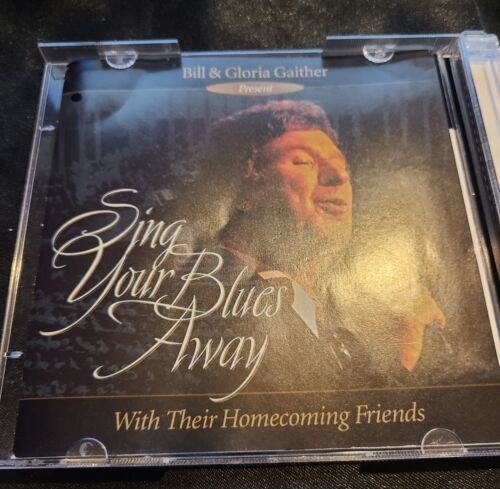 Bill & Gloria Gaither
Present
Sing
Your Blues
Away
With Their Homecoming Friends